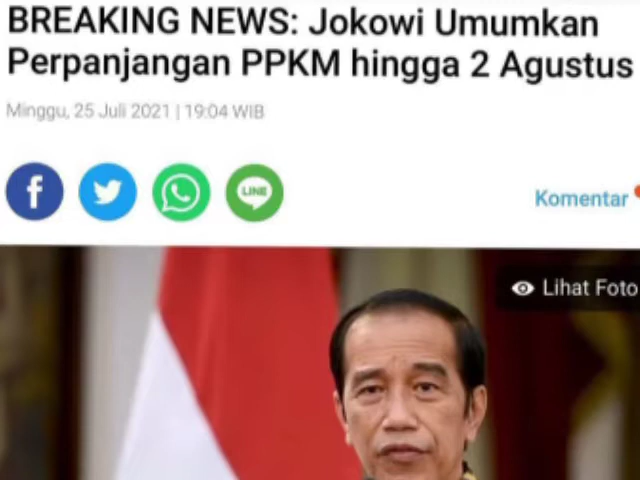 BREAKING NEWS: Jokowi Umumkan
Perpanjangan PPKM hingga 2 Agustus
Minggu, 25 Juli 2021 | 19:04 WIB
LINE
Komentar
Lihat Foto